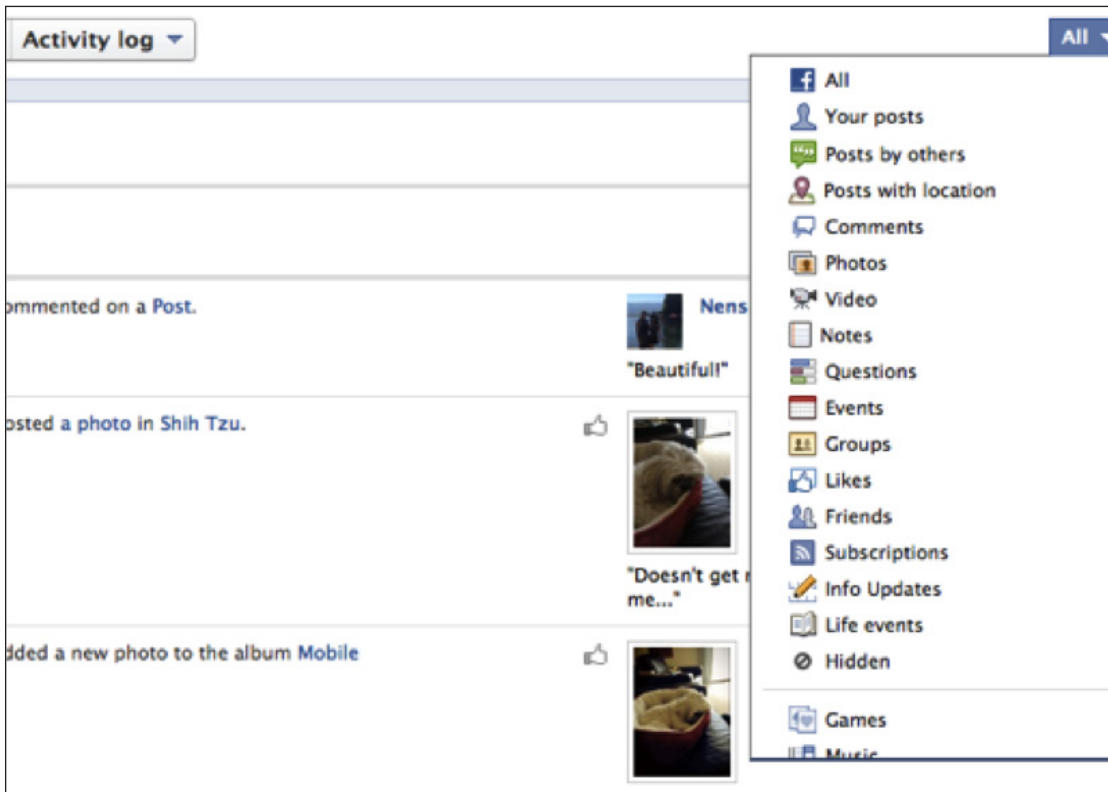 Activity log
All
All
Your posts
Posts by others
Posts with location
Comments
Photos
Video
Notes
Questions
Events
Groups
Likes
Friends
Subscriptions
Info Updates
Life events
Hidden
Games
Music
ommented on a Post.
Nens
"Beautiful!"
osted a photo in Shih Tzu.
"Doesn't get
me..."
dded a new photo to the album Mobile